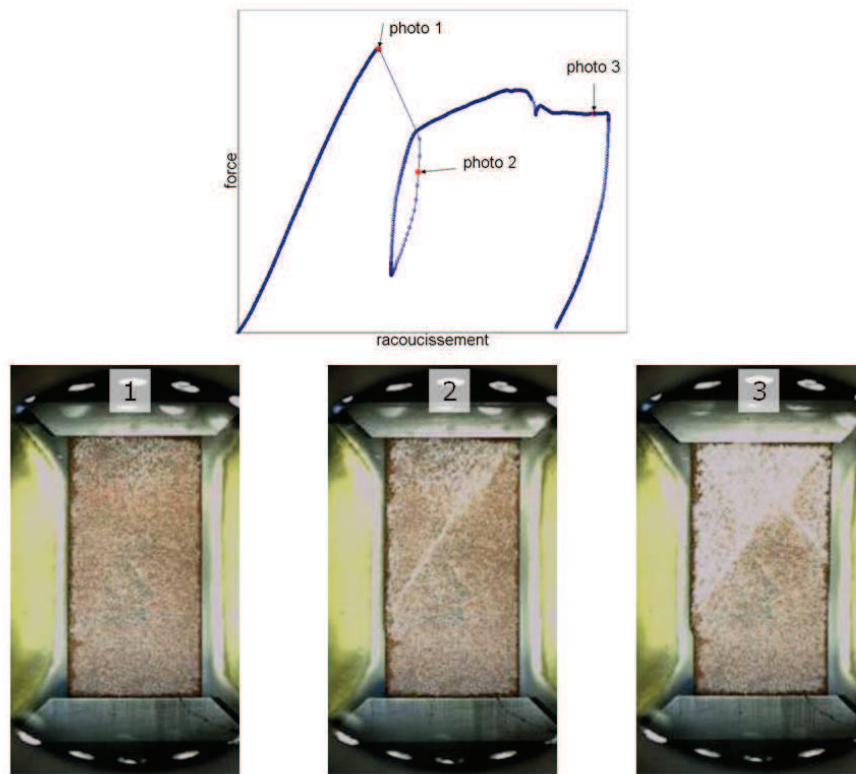 photo 1
photo 3
photo 2
force
racoucissement
1
2
3